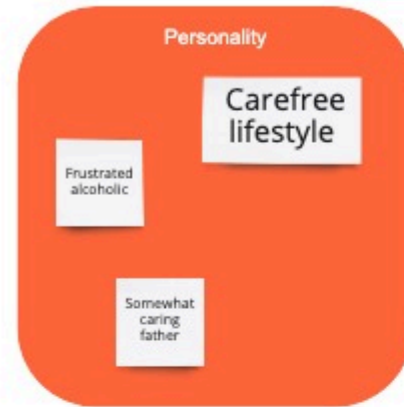 Personality
Carefree
lifestyle
Frustrated
alcoholic
Somewhat
caring
father